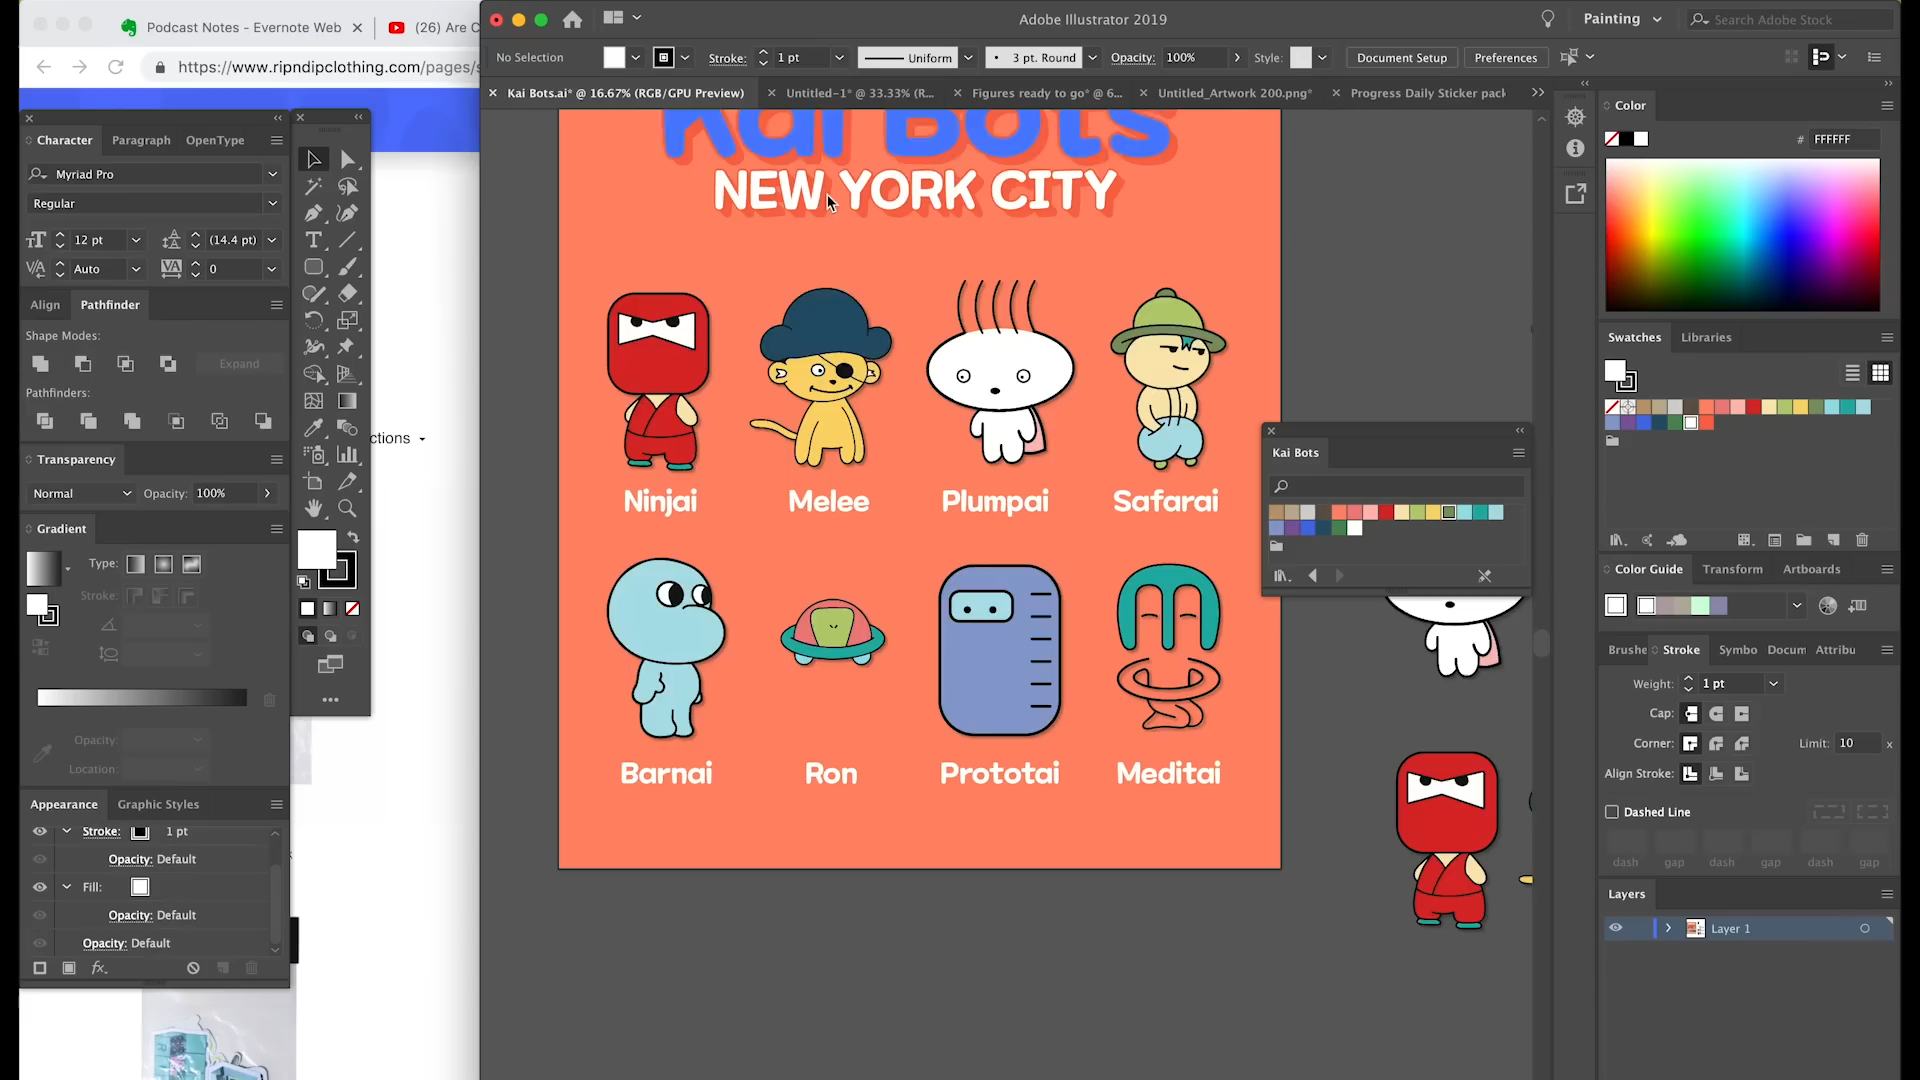 Podcast Notes - Evernote Web
(26) Are C
https://www.ripndipclothing.com/pages/s
ctions
Adobe Illustrator 2019
Painting
Search Adobe Stock
No Selection
Stroke:
1 pt
Uniform
3 pt. Round
Opacity:
100%
Style:
Document Setup
Preferences
Kai Bots.ai* @ 16.67% (RGB/GPU Preview)
Untitled-1* @ 33.33% (R...
Figures ready to go* @ 6...
Untitled_Artwork 200.png*
Progress Daily Sticker pack
Character
Paragraph
OpenType
Myriad Pro
Regular
12 pt
(14.4 pt)
Auto
0
Align
Pathfinder
Shape Modes:
Expand
Pathfinders:
Transparency
Normal
Opacity:
100%
Gradient
Type:
Stroke:
Opacity:
Location:
Appearance
Graphic Styles
Stroke:
1 pt
Opacity: Default
Fill:
Opacity: Default
Opacity: Default
fx
Kai Bots
NEW YORK CITY
Ninjai
Melee
Plumpai
Safarai
Barnai
Ron
Prototai
Meditai
Kai Bots
Color
# FFFFFF
Swatches
Libraries
Color Guide
Transform
Artboards
Brushe
Stroke
Symbo
Docum
Attribu
Weight:
1 pt
Cap:
Corner:
Limit:
10
x
Align Stroke:
Dashed Line
dash
gap
dash
gap
dash
gap
Layers
Layer 1